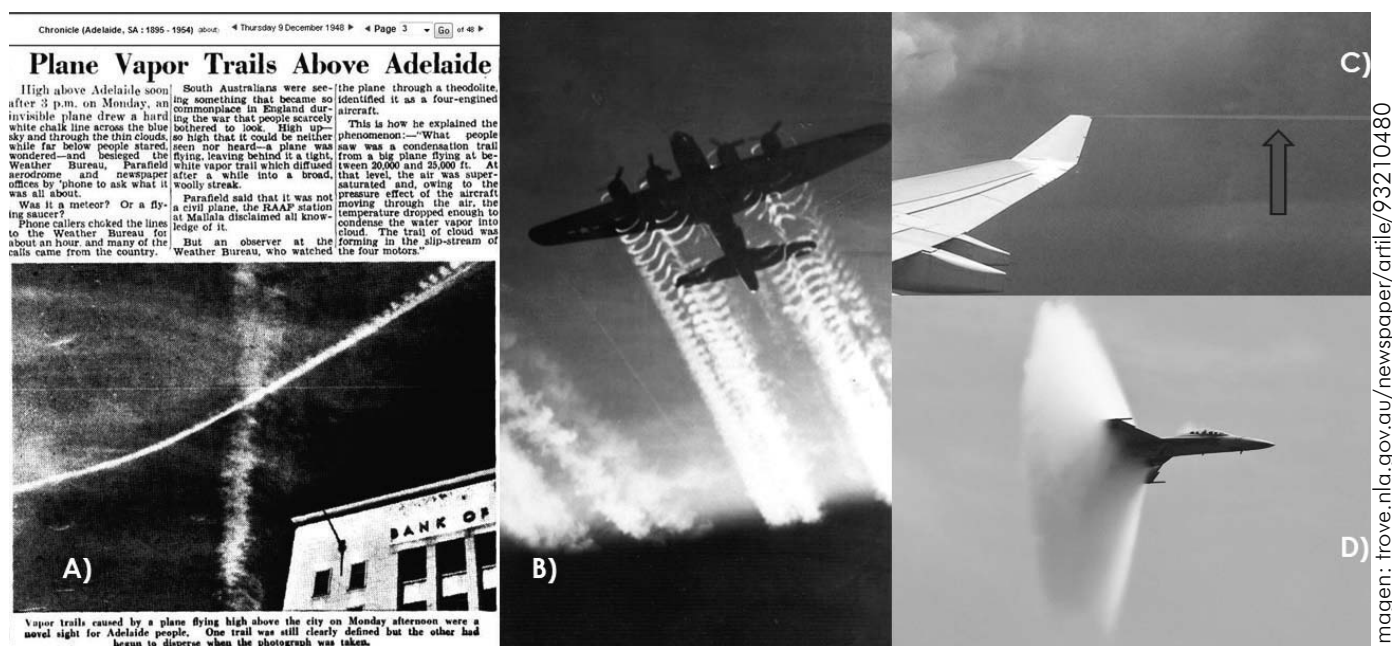 Chronicle (Adelaide, SA : 1895 - 1954) (about)
Thursday 9 December 1948
Page 3 Go of 48
Plane Vapor Trails Above Adelaide
High above Adelaide soon
after 3 p.m. on Monday, an
invisible plane drew a hard
white chalk line across the blue
sky and through the thin clouds,
while far below people stared,
wondered—and besieged the
Weather Bureau, Parafield
aerodrome and newspaper
offices by 'phone to ask what it
was all about.
Was it a meteor? Or a fly-
ing saucer?
Phone callers choked the lines
to the Weather Bureau for
about an hour, and many of the
calls came from the country.
South Australians were see-
ing something that became so
commonplace in England dur-
ing the war that people scarcely
bothered to look. High up—
so high that it could be neither
seen nor heard—a plane was
flying, leaving behind it a tight,
white vapor trail which diffused
after a while into a broad,
woolly streak.
Parafield said that it was not
a civil plane, the RAAF station
at Mallala disclaimed all know-
ledge of it.
But an observer at the
Weather Bureau, who watched
the plane through a theodolite,
identified it as a four-engined
aircraft.
This is how he explained the
phenomenon:—"What people
saw was a condensation trail
from a big plane flying at be-
tween 20,000 and 25,000 ft. At
that level, the air was super-
saturated and, owing to the
pressure effect of the aircraft
moving through the air, the
temperature dropped enough to
condense the water vapor into
cloud. The trail of cloud was
forming in the slip-stream of
the four motors."
BANK OF
A)
Vapor trails caused by a plane flying high above the city on Monday afternoon were a
novel sight for Adelaide people. One trail was still clearly defined but the other had
begun to disperse when the photograph was taken.
B)
C)
D)
magen: trove.nla.gov.au/newspaper/artile/93210480